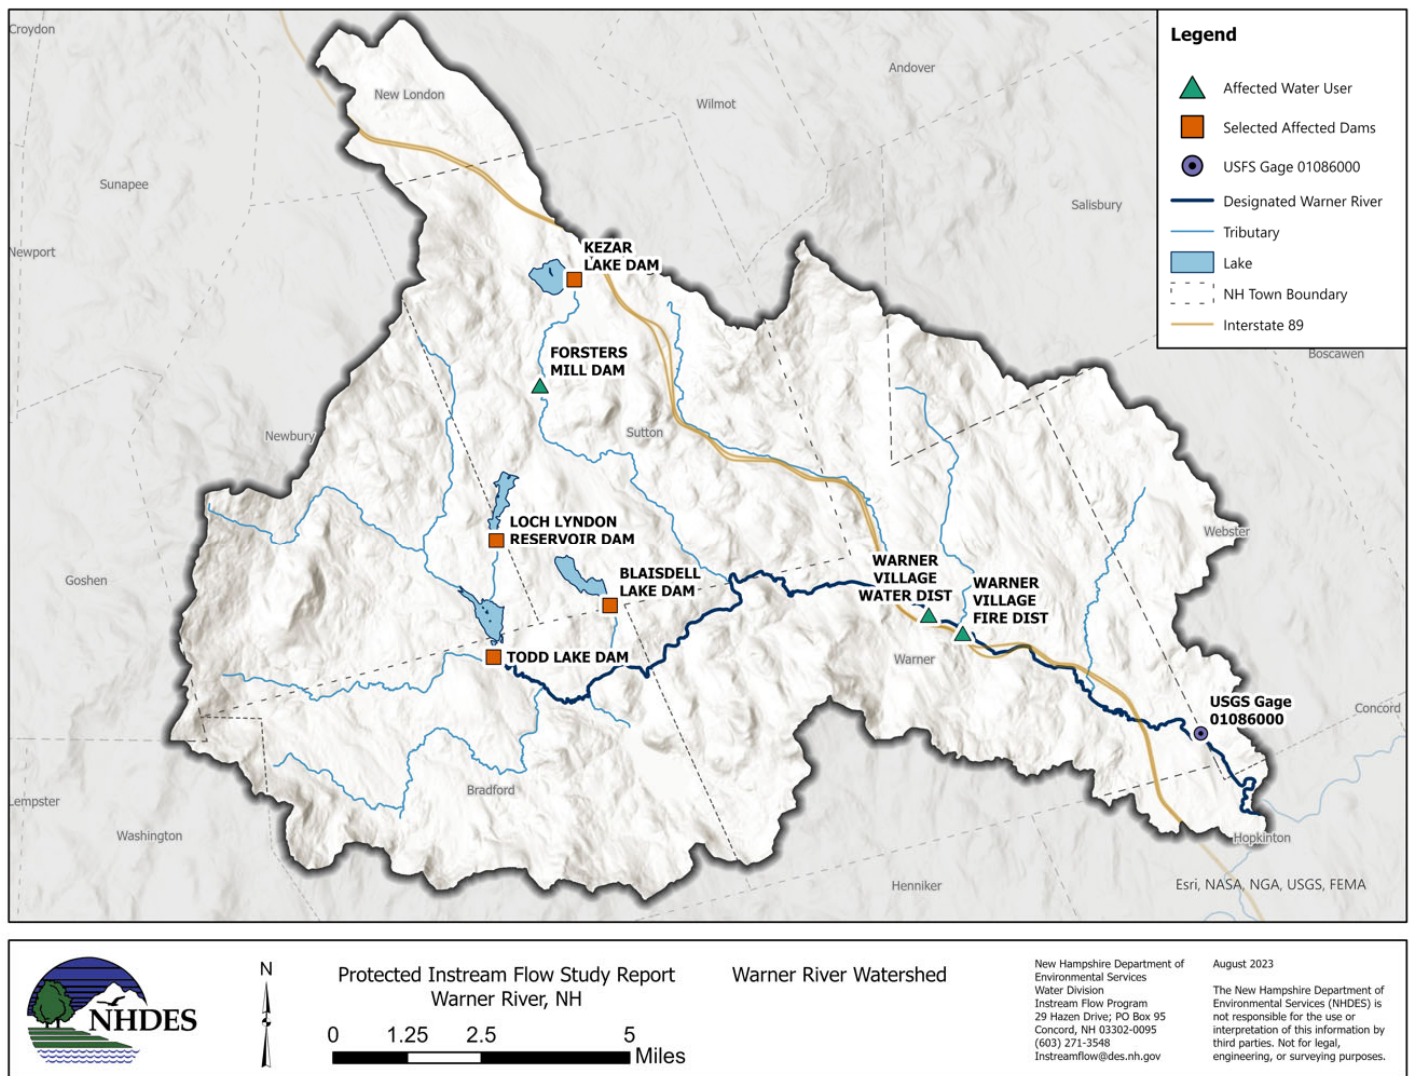 Croydon
New London
Wilmot
Andover
Sunapee
Salisbury
Newport
Legend
Affected Water User
Selected Affected Dams
USFS Gage 01086000
Designated Warner River
Tributary
Lake
NH Town Boundary
Interstate 89
KEZAR
LAKE DAM
FORSTERS
MILL DAM
Boscawen
Newbury
Sutton
LOCH LYNDON
RESERVOIR DAM
Webster
Goshen
BLAISDELL
LAKE DAM
WARNER
VILLAGE
WATER DIST
WARNER
VILLAGE
FIRE DIST
TODD LAKE DAM
Warner
USGS Gage
01086000
Concord
Lempster
Bradford
Washington
Hopkinton
Henniker
Esri, NASA, NGA, USGS, FEMA
NHDES
N
Protected Instream Flow Study Report
Warner River, NH
0 1.25 2.5 5
Miles
Warner River Watershed
New Hampshire Department of
Environmental Services
Water Division
Instream Flow Program
29 Hazen Drive; PO Box 95
Concord, NH 03302-0095
(603) 271-3548
Instreamflow@des.nh.gov
August 2023
The New Hampshire Department of
Environmental Services (NHDES) is
not responsible for the use or
interpretation of this information by
third parties. Not for legal,
engineering, or surveying purposes.